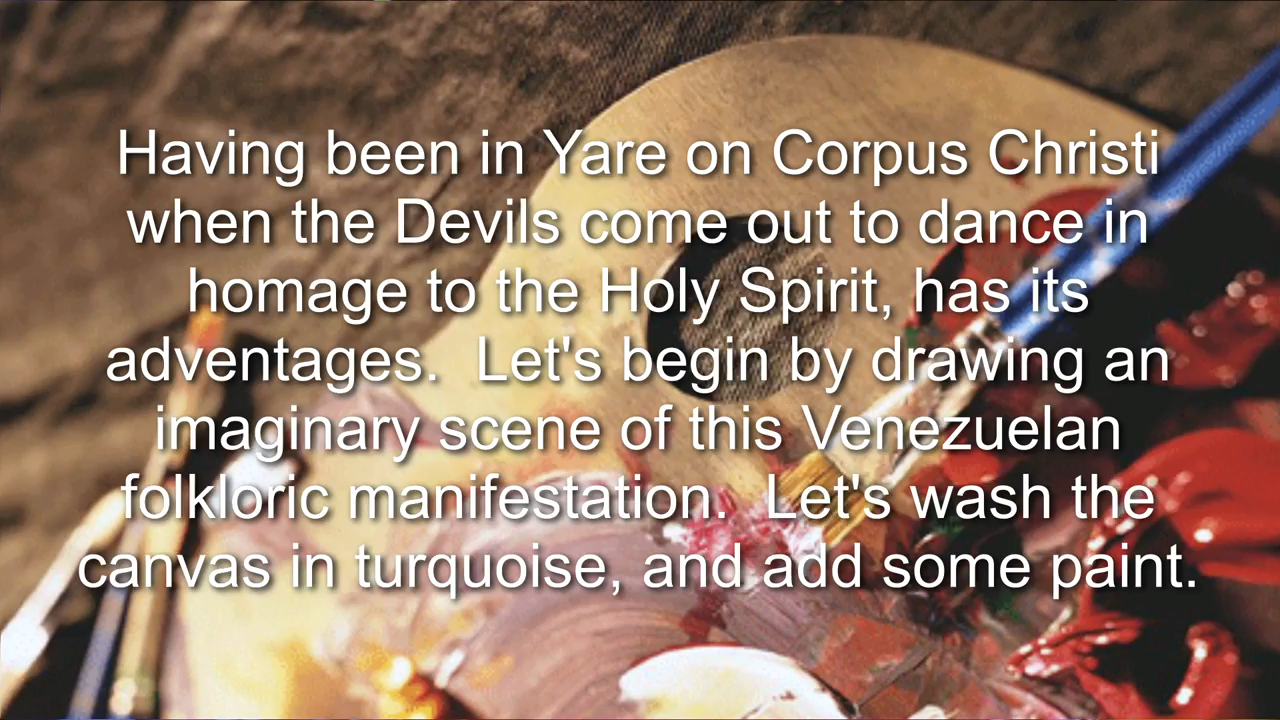 Having been in Yare on Corpus Christi
when the Devils come out to dance in
homage to the Holy Spirit, has its
adventages.  Let's begin by drawing an
imaginary scene of this Venezuelan
folkloric manifestation.  Let's wash the
canvas in turquoise, and add some paint.